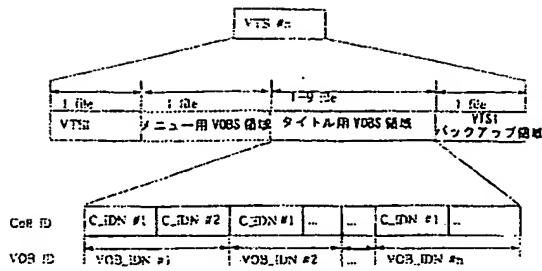 VTS #n
1 file 1 file 1-9 file 1 file
VTSI メニュー用 VOBS 領域 タイトル用 VOBS 領域 VTSI バックアップ領域
Cell ID C_IDN #1 C_IDN #2 C_IDN #1 ... ... C_IDN #1 ..
VOB ID VOB_IDN #1 VOB_IDN #2 ... VOB_IDN #n